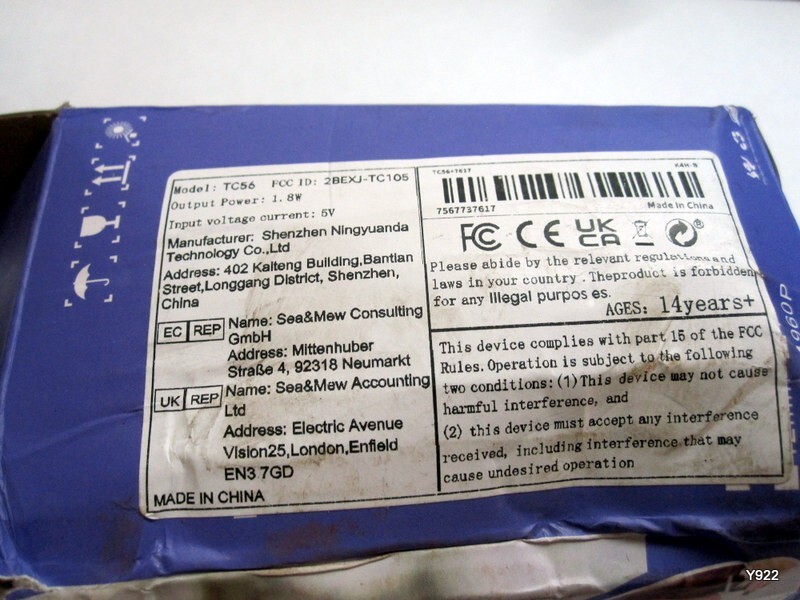 Model: TC56 FCC ID: 2BEXJ-TC105
Output Power: 1.8W
Input voltage current: 5V
Manufacturer: Shenzhen Ningyuanda
Technology Co.,Ltd
Address: 402 Kaiteng Building,Bantian
Street,Longgang District, Shenzhen,
China
EC REP
Name: Sea&Mew Consulting
GmbH
Address: Mittenhuber
Straße 4, 92318 Neumarkt
UK REP
Name: Sea&Mew Accounting
Ltd
Address: Electric Avenue
Vision25,London,Enfield
EN3 7GD
MADE IN CHINA
TC56+T637 K4H-B
7567737617 Made in China
FC CE UK CA
Please abide by the relevant regulations and
laws in your country .Theproduct is forbidden
for any Illegal purpos es.
AGES: 14years+
This device complies with part 15 of the FCC
Rules. Operation is subject to the following
two conditions: (1)This device may not cause
harmful interference, and
(2) this device must accept any interference
received, including interference that may
cause undesired operation
960P
Y922